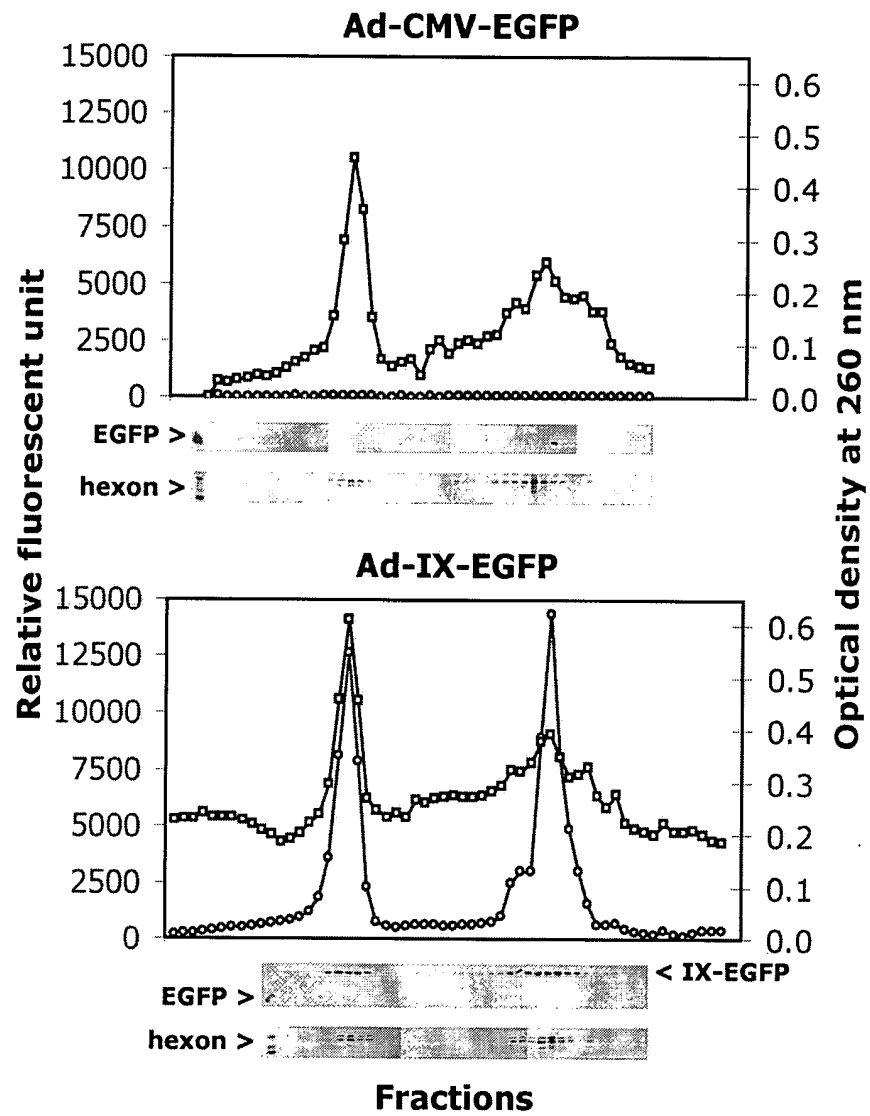 Ad-CMV-EGFP
Relative fluorescent unit
Optical density at 260 nm
15000
12500
10000
7500
5000
2500
0
0.6
0.5
0.4
0.3
0.2
0.1
0.0
EGFP >
hexon >
Ad-IX-EGFP
15000
12500
10000
7500
5000
2500
0
0.6
0.5
0.4
0.3
0.2
0.1
0.0
< IX-EGFP
EGFP >
hexon >
Fractions